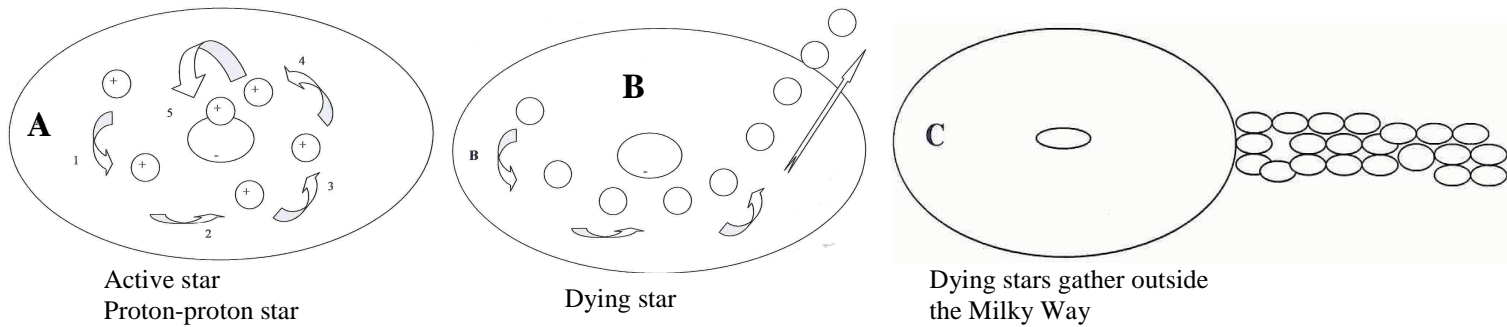 A
+
+
+
+
+
+
-
1
2
3
4
5
Active star
Proton-proton star
B
B
-
Dying star
C
Dying stars gather outside
the Milky Way